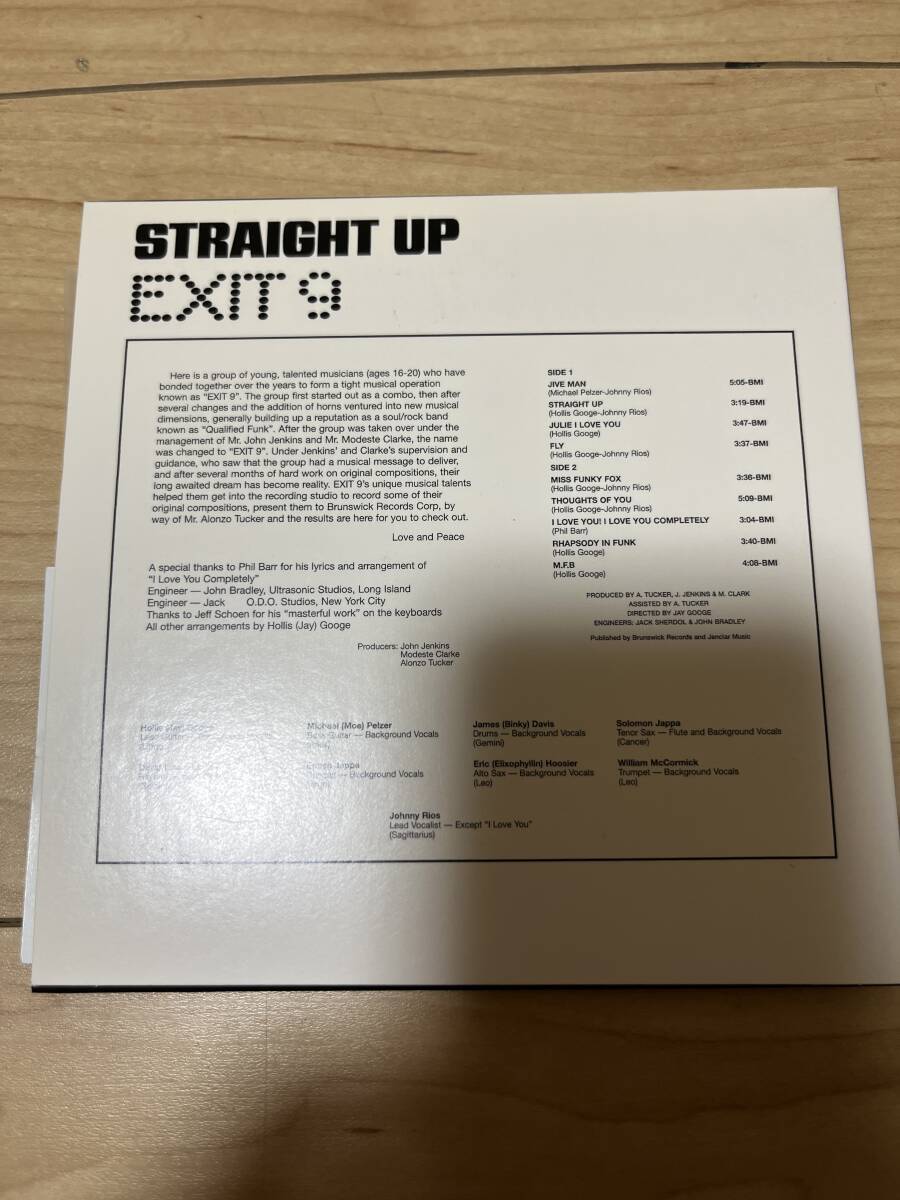 STRAIGHT UP
EXIT 9
Here is a group of young, talented musicians (ages 16-20) who have
bonded together over the years to form a tight musical operation
known as "EXIT 9". The group first started out as a combo, then after
several changes and the addition of horns ventured into new musical
dimensions, generally building up a reputation as a soul/rock band
known as "Qualified Funk". After the group was taken over under the
management of Mr. John Jenkins and Mr. Modeste Clarke, the name
was changed to "EXIT 9". Under Jenkins' and Clarke's supervision and
guidance, who saw that the group had a musical message to deliver,
and after several months of hard work on original compositions, their
long awaited dream has become reality. EXIT 9's unique musical talents
helped them get into the recording studio to record some of their
original compositions, present them to Brunswick Records Corp, by
way of Mr. Alonzo Tucker and the results are here for you to check out.
Love and Peace
A special thanks to Phil Barr for his lyrics and arrangement of
"I Love You Completely"
Engineer — John Bradley, Ultrasonic Studios, Long Island
Engineer — Jack O.D.O. Studios, New York City
Thanks to Jeff Schoen for his "masterful work" on the keyboards
All other arrangements by Hollis (Jay) Googe
Producers: John Jenkins
Modeste Clarke
Alonzo Tucker
SIDE 1
JIVE MAN 5:05-BMI
(Michael Pelzer-Johnny Rios)
STRAIGHT UP 3:19-BMI
(Hollis Googe-Johnny Rios)
JULIE I LOVE YOU 3:47-BMI
(Hollis Googe)
FLY 3:37-BMI
(Hollis Googe-Johnny Rios)
SIDE 2
MISS FUNKY FOX 3:36-BMI
(Hollis Googe-Johnny Rios)
THOUGHTS OF YOU 5:09-BMI
(Hollis Googe-Johnny Rios)
I LOVE YOU! I LOVE YOU COMPLETELY 3:04-BMI
(Phil Barr)
RHAPSODY IN FUNK 3:40-BMI
(Hollis Googe)
M.F.B 4:08-BMI
(Hollis Googe)
PRODUCED BY A. TUCKER, J. JENKINS & M. CLARK
ASSISTED BY A. TUCKER
DIRECTED BY JAY GOOGE
ENGINEERS: JACK SHERDOL & JOHN BRADLEY
Published by Brunswick Records and Jenclar Music
Hollis (Jay) Googe
Lead Guitar
Michael (Moe) Pelzer
Bass Guitar — Background Vocals
James (Binky) Davis
Drums — Background Vocals
(Gemini)
Solomon Jappa
Tenor Sax — Flute and Background Vocals
(Cancer)
Jappa
Background Vocals
Eric (Elixophyllin) Hoosier
Alto Sax — Background Vocals
(Leo)
William McCormick
Trumpet — Background Vocals
(Leo)
Johnny Rios
Lead Vocalist — Except "I Love You"
(Sagittarius)